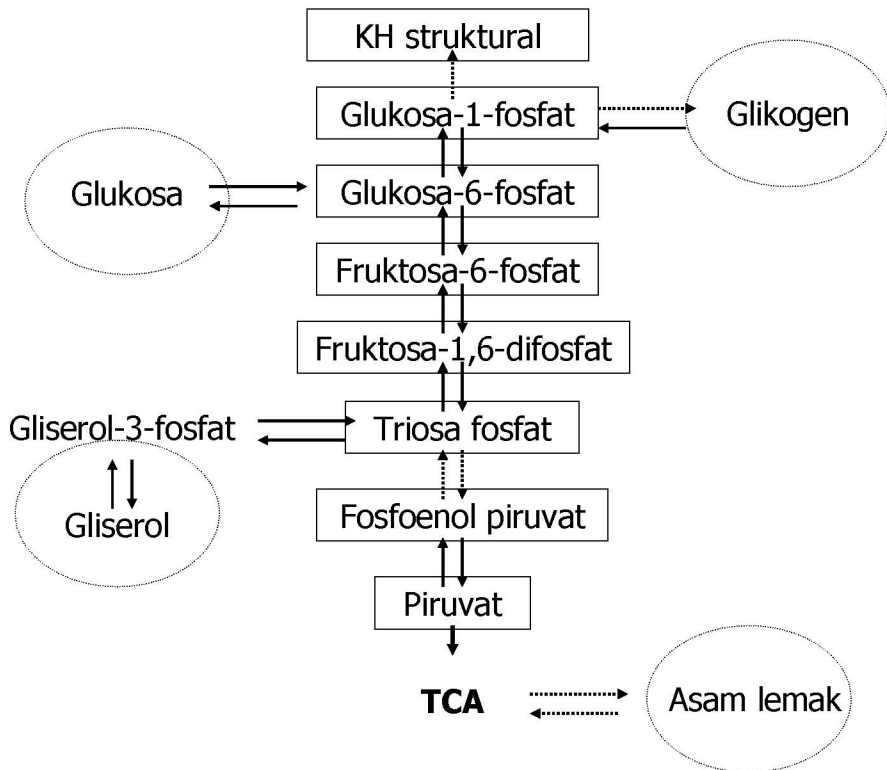 KH struktural
Glukosa-1-fosfat
Glikogen
Glukosa
Glukosa-6-fosfat
Fruktosa-6-fosfat
Fruktosa-1,6-difosfat
Gliserol-3-fosfat
Triosa fosfat
Gliserol
Fosfoenol piruvat
Piruvat
TCA
Asam lemak